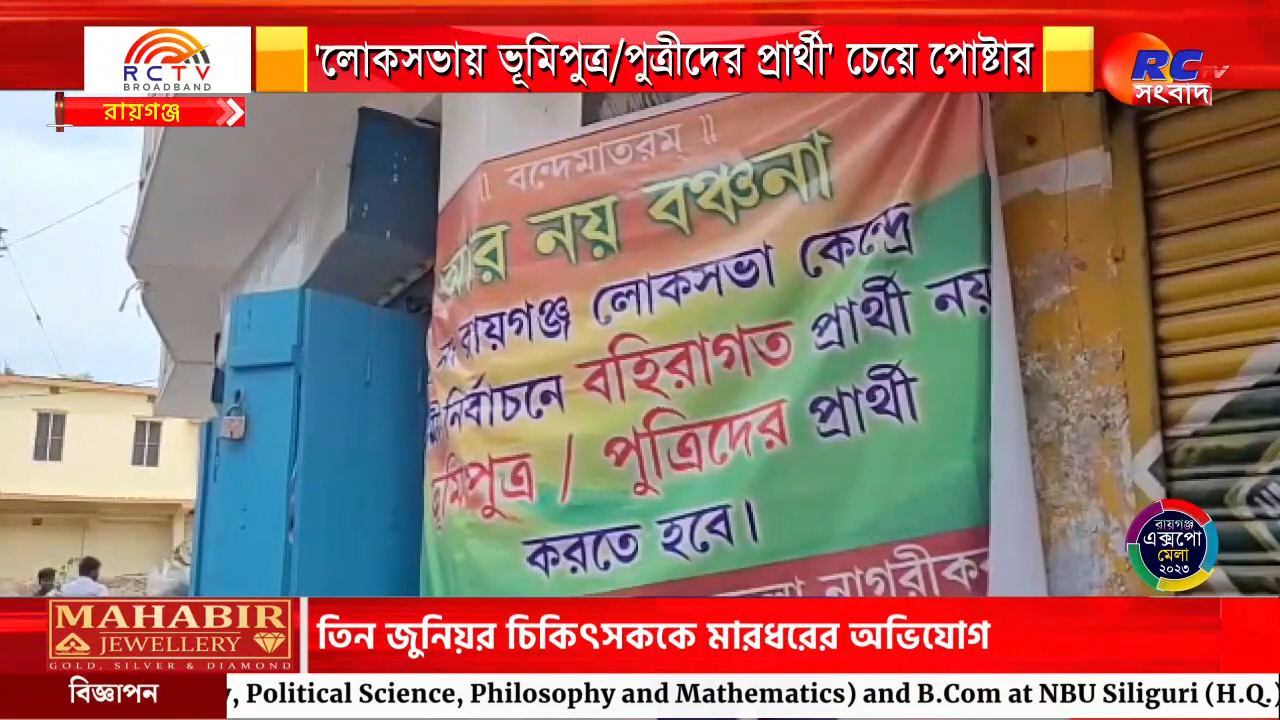 RCTV
BROADBAND
'লোকসভায় ভূমিপুত্র/পুত্রীদের প্রার্থী' চেয়ে পোষ্টার
RC TV
সংবাদ
রায়গঞ্জ
॥ বন্দেমাতরম্ ॥
আর নয় বঞ্চনা
রায়গঞ্জ লোকসভা কেন্দ্রে
নির্বাচনে বহিরাগত প্রার্থী নয়
ভূমিপুত্র / পুত্রিদের প্রার্থী
করতে হবে।
নাগরীক
রায়গঞ্জ
এক্সপো
মেলা
২০২৩
MAHABIR
JEWELLERY
GOLD, SILVER & DIAMOND
তিন জুনিয়র চিকিৎসককে মারধরের অভিযোগ
বিজ্ঞাপন
, Political Science, Philosophy and Mathematics) and B.Com at NBU Siliguri (H.Q.)